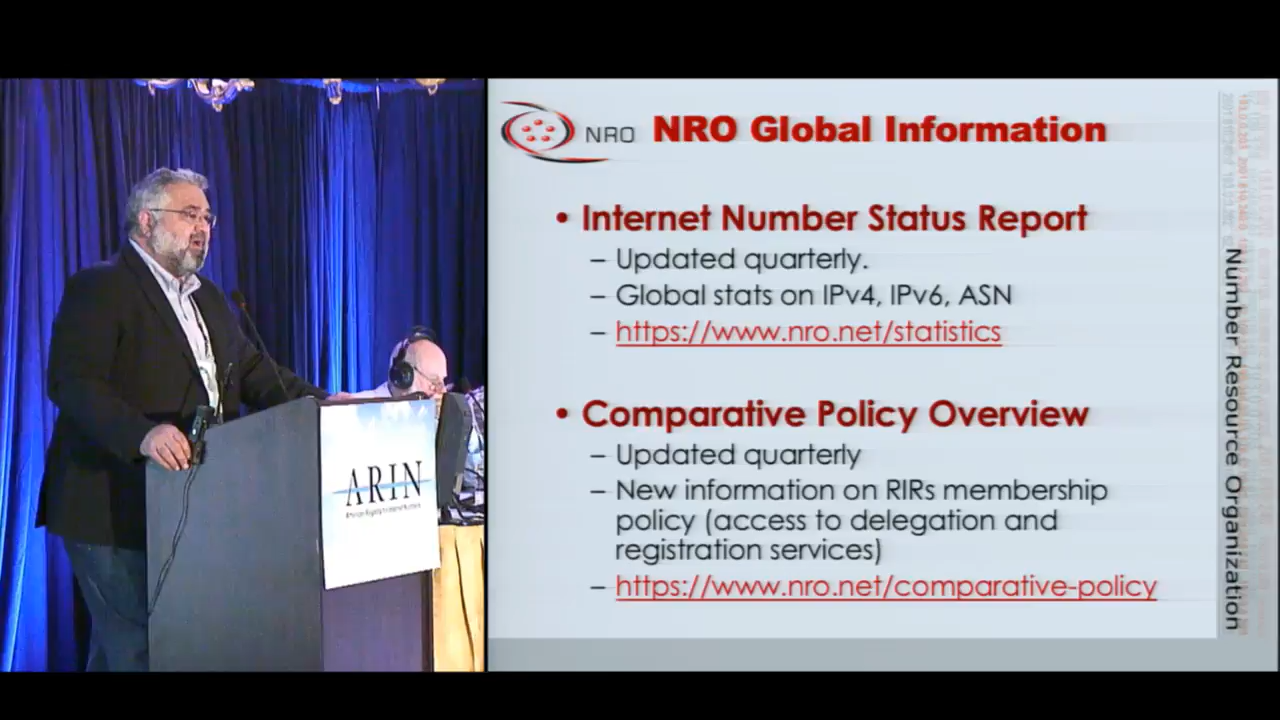 NRO
NRO Global Information
• Internet Number Status Report
– Updated quarterly.
– Global stats on IPv4, IPv6, ASN
– https://www.nro.net/statistics
• Comparative Policy Overview
– Updated quarterly
– New information on RIRs membership
policy (access to delegation and
registration services)
– https://www.nro.net/comparative-policy
Number Resource Organization
ARIN